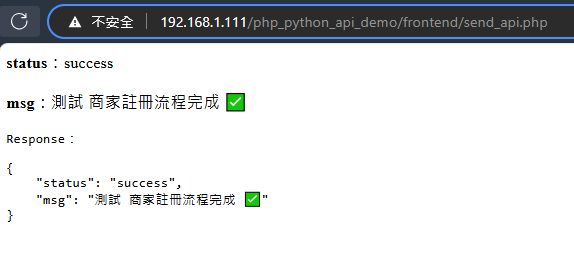 不安全 192.168.1.111/php_python_api_demo/frontend/send_api.php
status：success
msg：測試 商家註冊流程完成 ✅
Response：
{
    "status": "success",
    "msg": "測試 商家註冊流程完成 ✅"
}